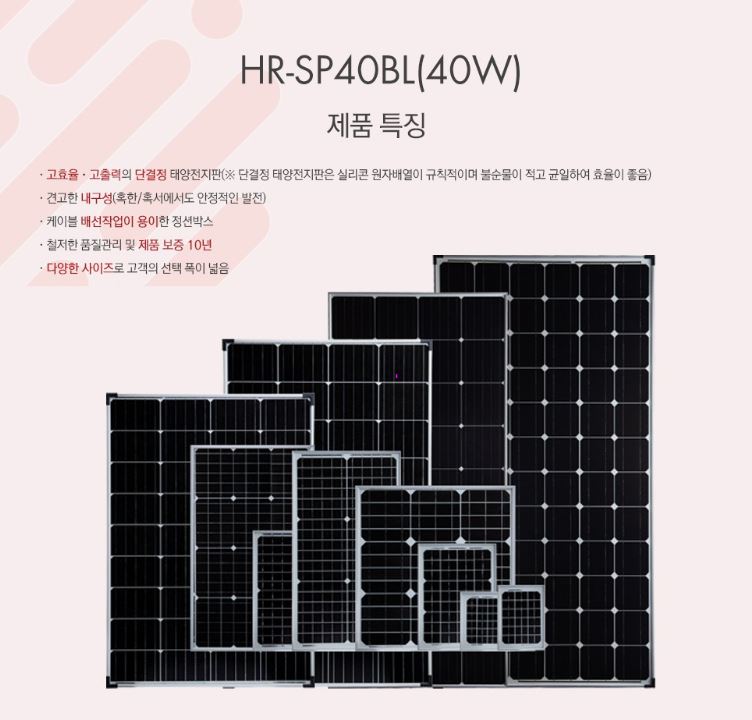 HR-SP40BL(40W)
제품 특징
· 고효율 · 고출력의 단결정 태양전지판(※ 단결정 태양전지판은 실리콘 원자배열이 규칙적이며 불순물이 적고 균일하여 효율이 좋음)
· 견고한 내구성(혹한/혹서에서도 안정적인 발전)
· 케이블 배선작업이 용이한 정션박스
· 철저한 품질관리 및 제품 보증 10년
· 다양한 사이즈로 고객의 선택 폭이 넓음